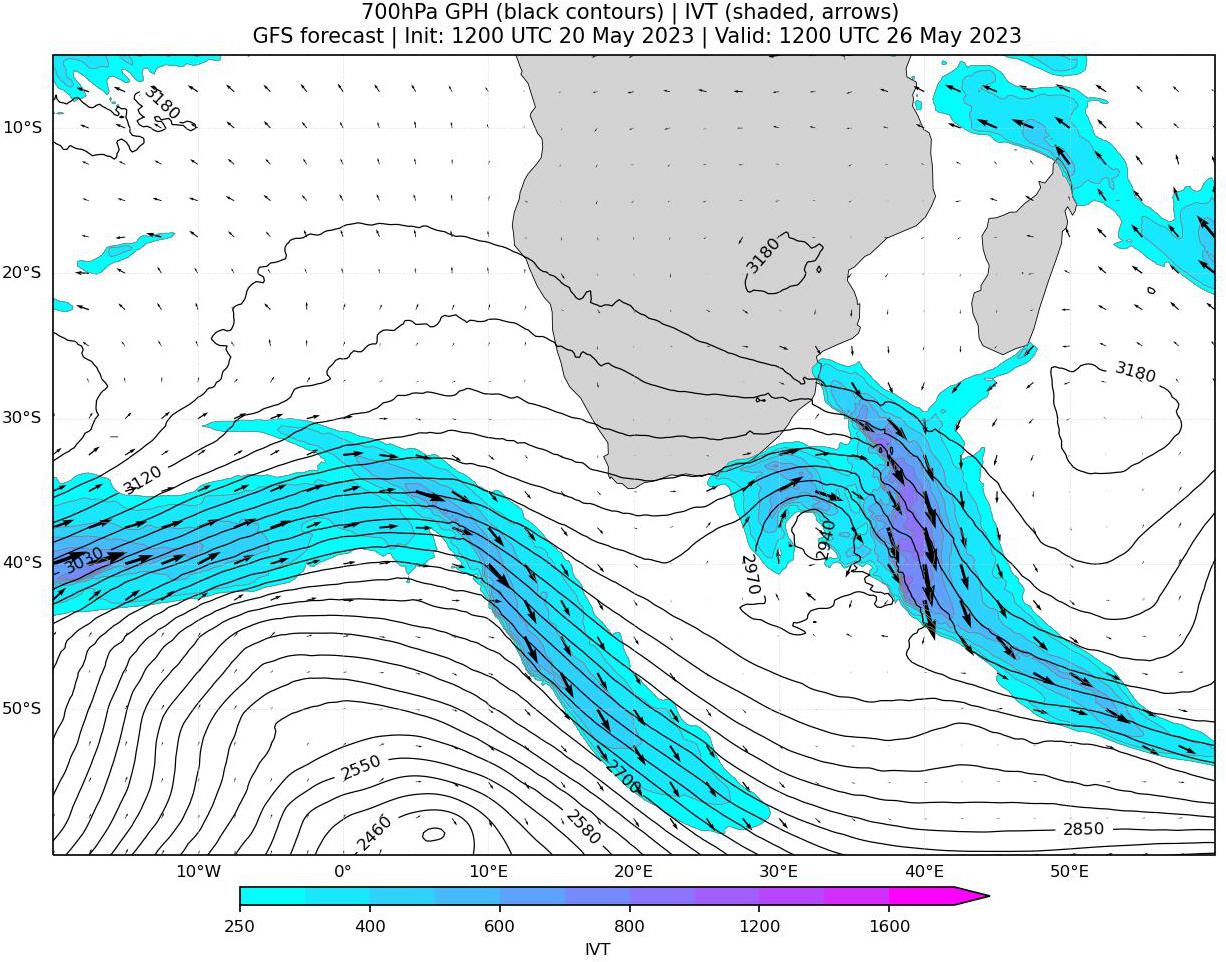 700hPa GPH (black contours) | IVT (shaded, arrows)
GFS forecast | Init: 1200 UTC 20 May 2023 | Valid: 1200 UTC 26 May 2023
3180
10°S
3180
20°S
3180
30°S
3120
2940
3030
40°S
2970
50°S
2550
2700
2460
2580
2850
10°W
0°
10°E
20°E
30°E
40°E
50°E
250
400
600
800
1200
1600
IVT